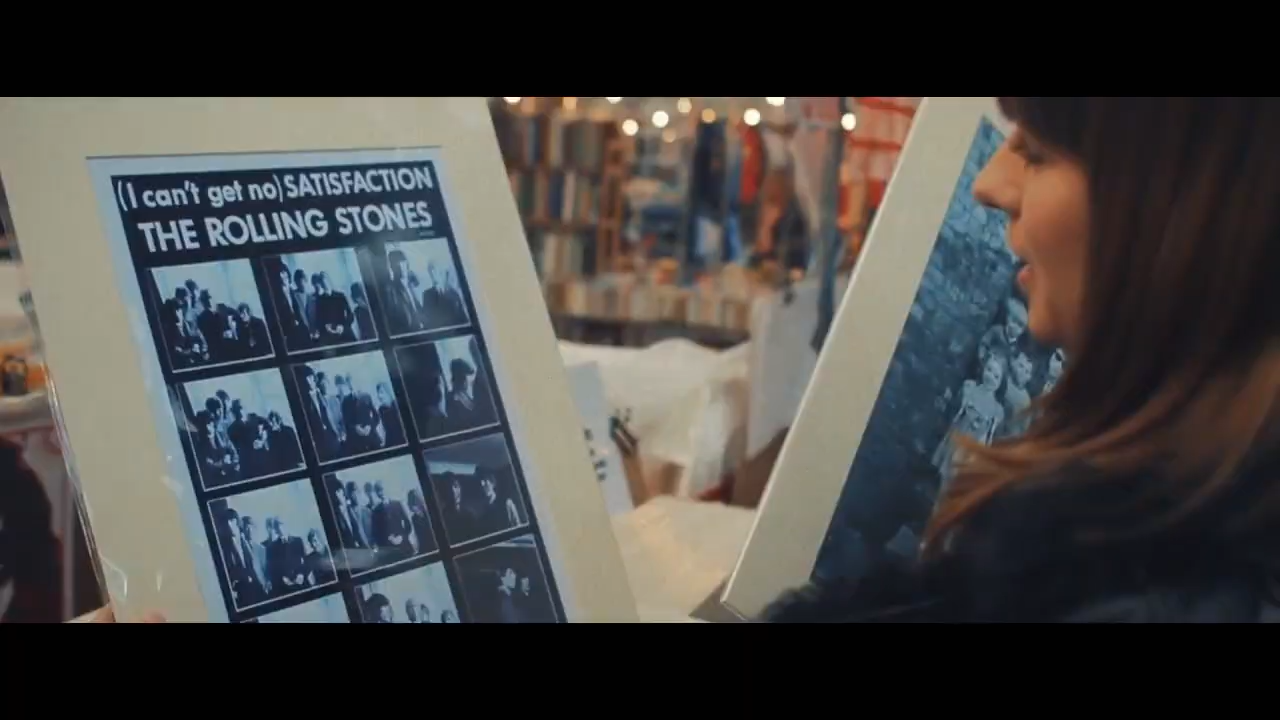 (I can't get no) SATISFACTION
THE ROLLING STONES